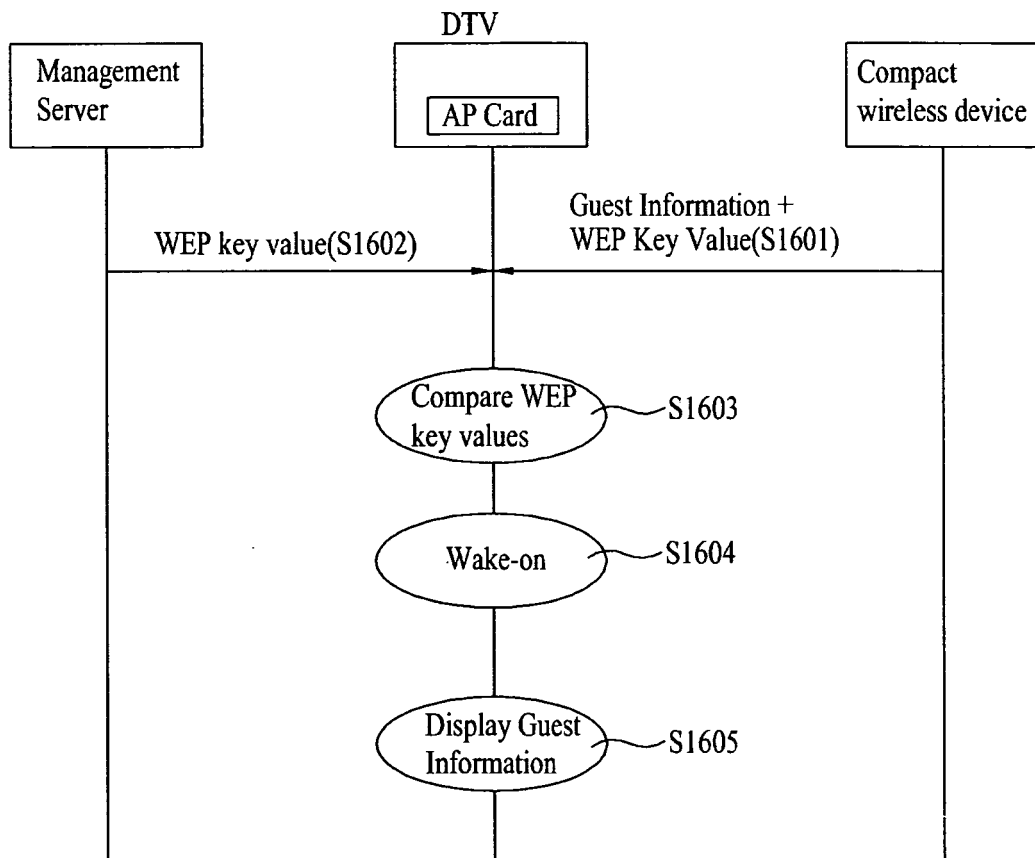 DTV
Management
Server
AP Card
Compact
wireless device
WEP key value(S1602)
Guest Information +
WEP Key Value(S1601)
Compare WEP
key values
S1603
Wake-on
S1604
Display Guest
Information
S1605